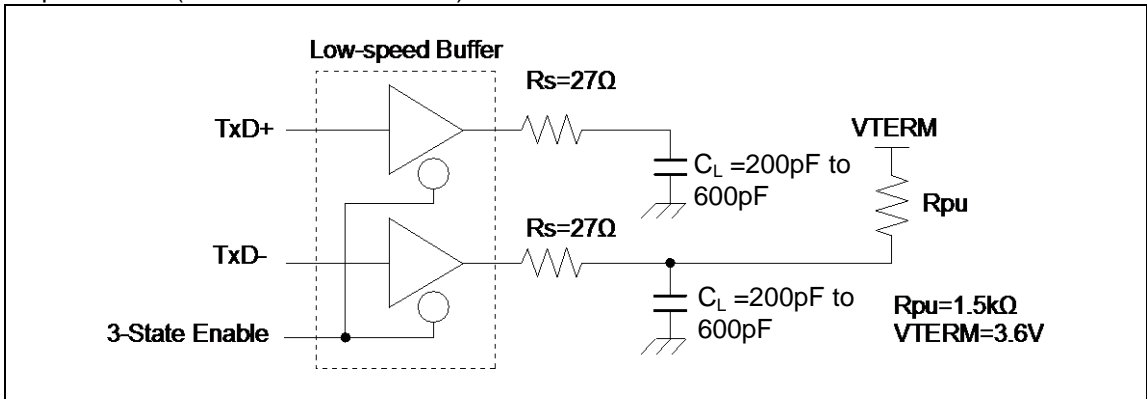 Low-speed Buffer
Rs=27Ω
TxD+
VTERM
C_L =200pF to
600pF
Rpu
Rs=27Ω
TxD-
C_L =200pF to
600pF
Rpu=1.5kΩ
VTERM=3.6V
3-State Enable